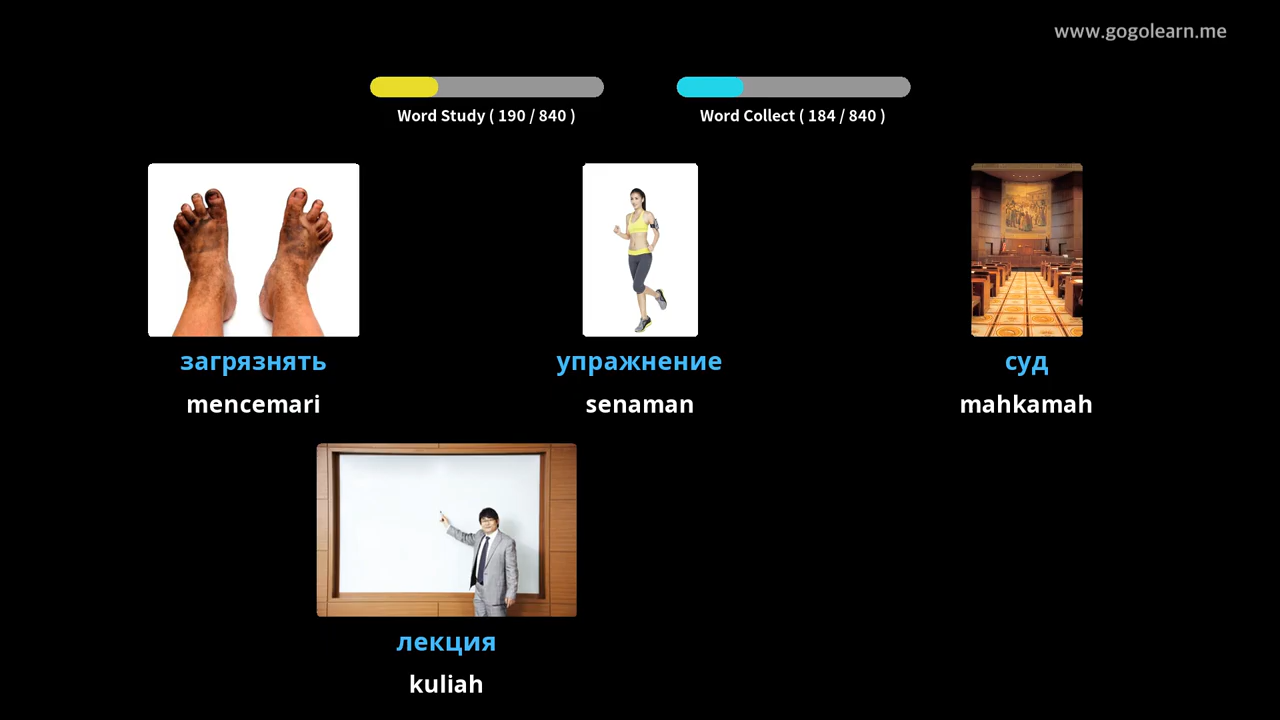 www.gogolearn.me
Word Study ( 190 / 840 )
Word Collect ( 184 / 840 )
загрязнять
mencemari
упражнение
senaman
суд
mahkamah
лекция
kuliah